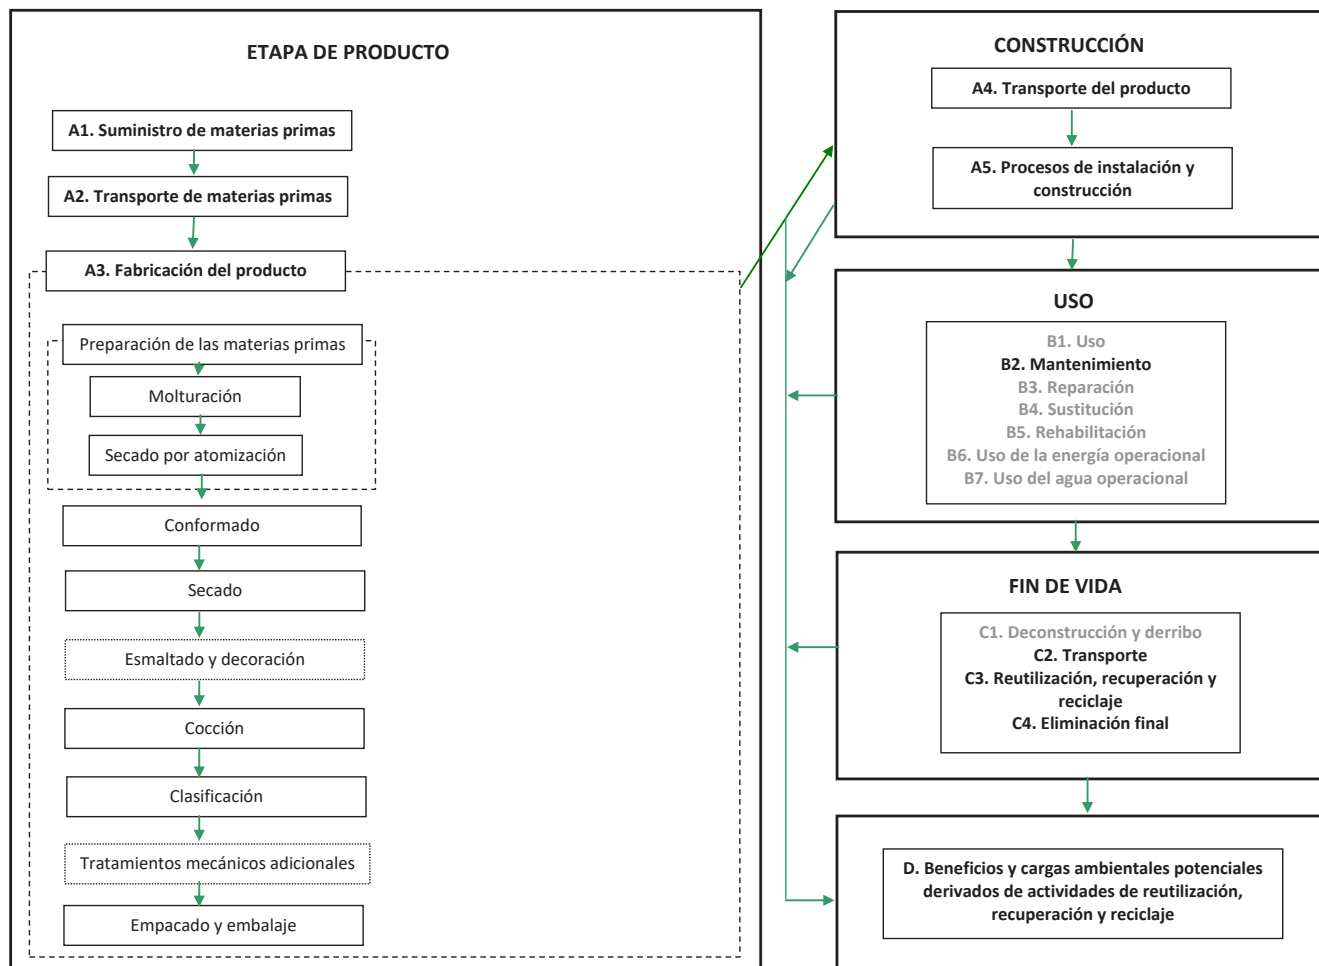 ETAPA DE PRODUCTO
A1. Suministro de materias primas
A2. Transporte de materias primas
A3. Fabricación del producto
Preparación de las materias primas
Molturación
Secado por atomización
Conformado
Secado
Esmaltado y decoración
Cocción
Clasificación
Tratamientos mecánicos adicionales
Empacado y embalaje
CONSTRUCCIÓN
A4. Transporte del producto
A5. Procesos de instalación y
construcción
USO
B1. Uso
B2. Mantenimiento
B3. Reparación
B4. Sustitución
B5. Rehabilitación
B6. Uso de la energía operacional
B7. Uso del agua operacional
FIN DE VIDA
C1. Deconstrucción y derribo
C2. Transporte
C3. Reutilización, recuperación y
reciclaje
C4. Eliminación final
D. Beneficios y cargas ambientales potenciales
derivados de actividades de reutilización,
recuperación y reciclaje